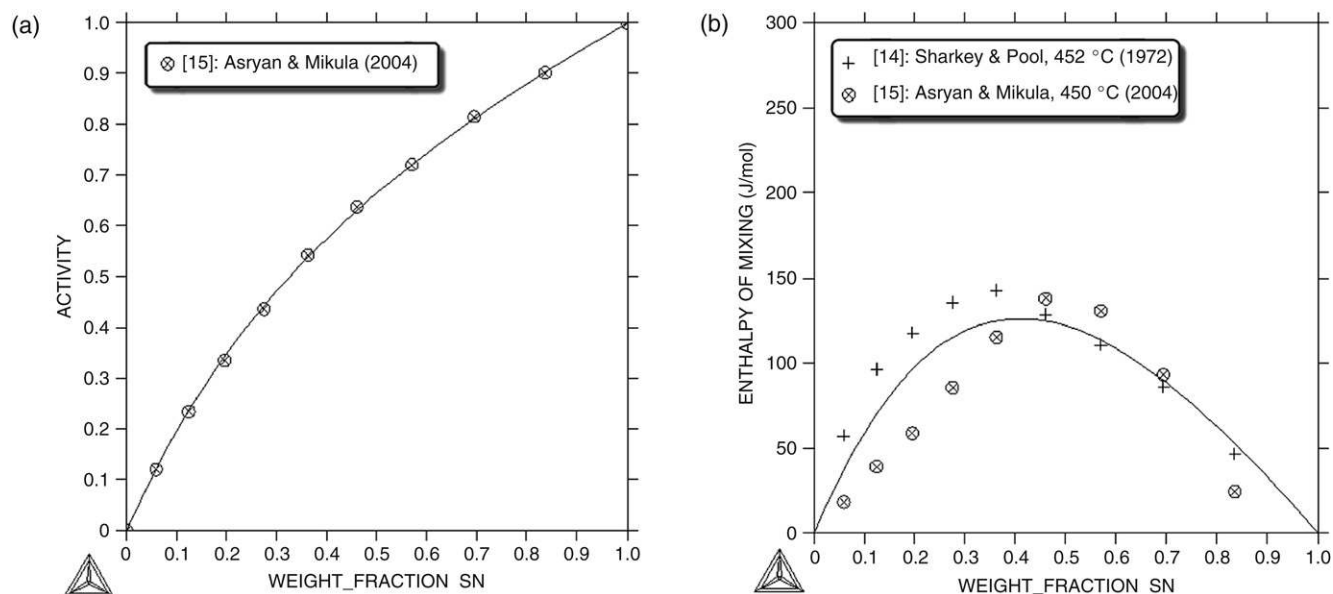 (a)
1.0
0.9
0.8
0.7
0.6
0.5
0.4
0.3
0.2
0.1
0
ACTIVITY
[15]: Asryan & Mikula (2004)
0 0.1 0.2 0.3 0.4 0.5 0.6 0.7 0.8 0.9 1.0
WEIGHT_FRACTION SN
(b)
300
250
200
150
100
50
0
ENTHALPY OF MIXING (J/mol)
[14]: Sharkey & Pool, 452 °C (1972)
[15]: Asryan & Mikula, 450 °C (2004)
0 0.1 0.2 0.3 0.4 0.5 0.6 0.7 0.8 0.9 1.0
WEIGHT_FRACTION SN